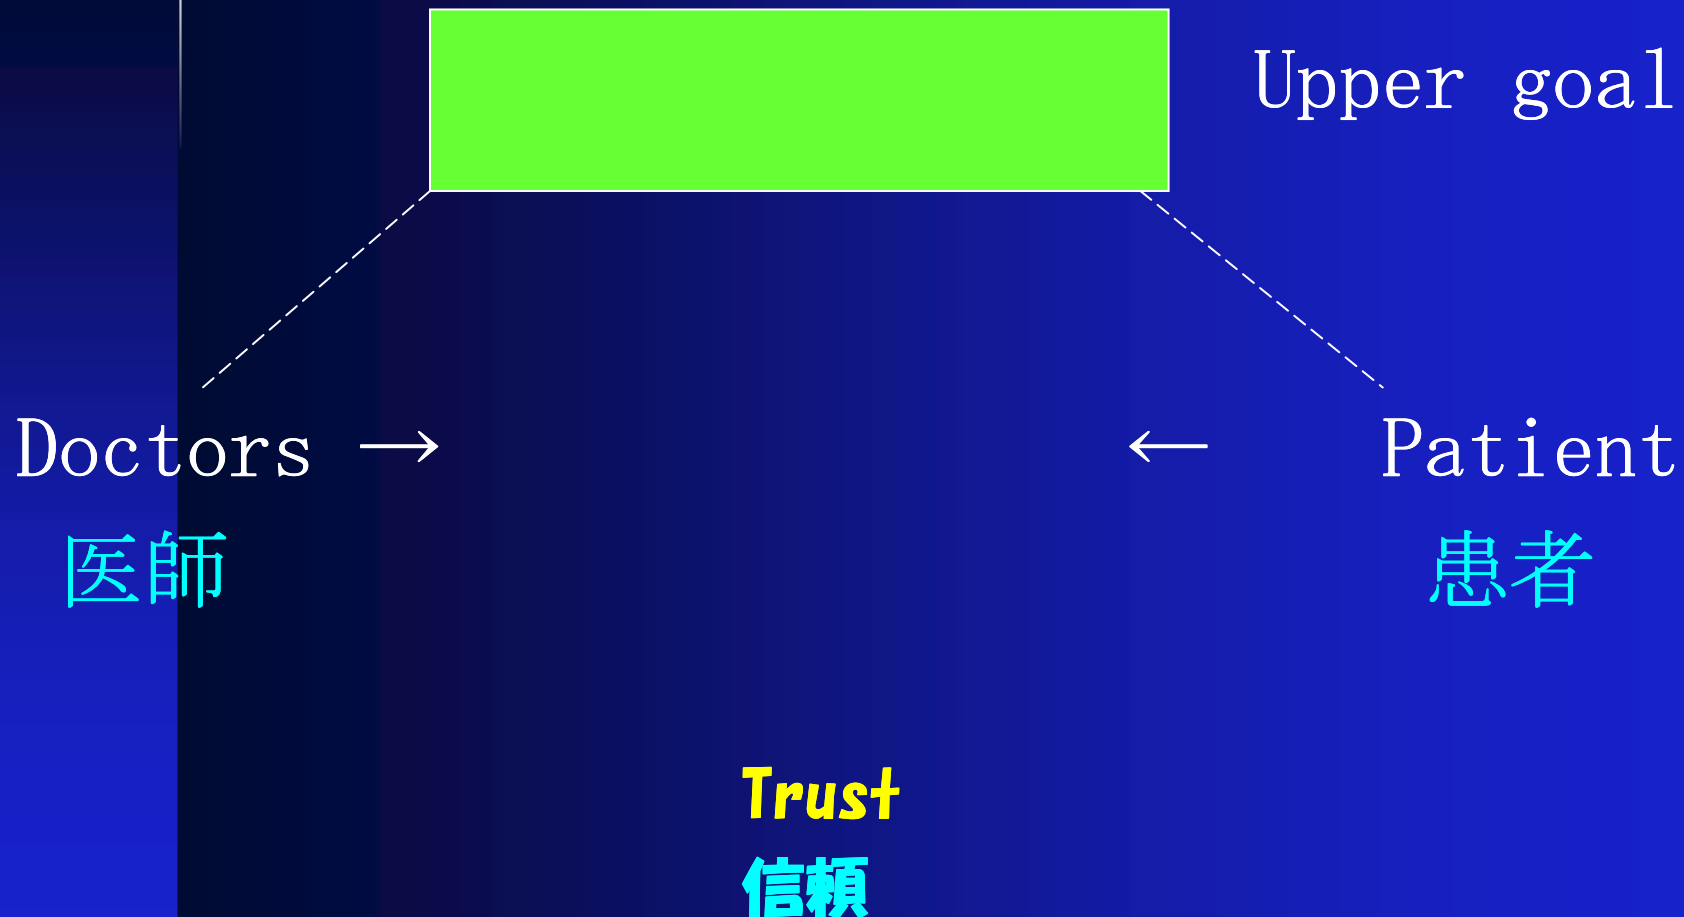 Upper goal
Doctors → ← Patient
医師 患者
Trust
信頼